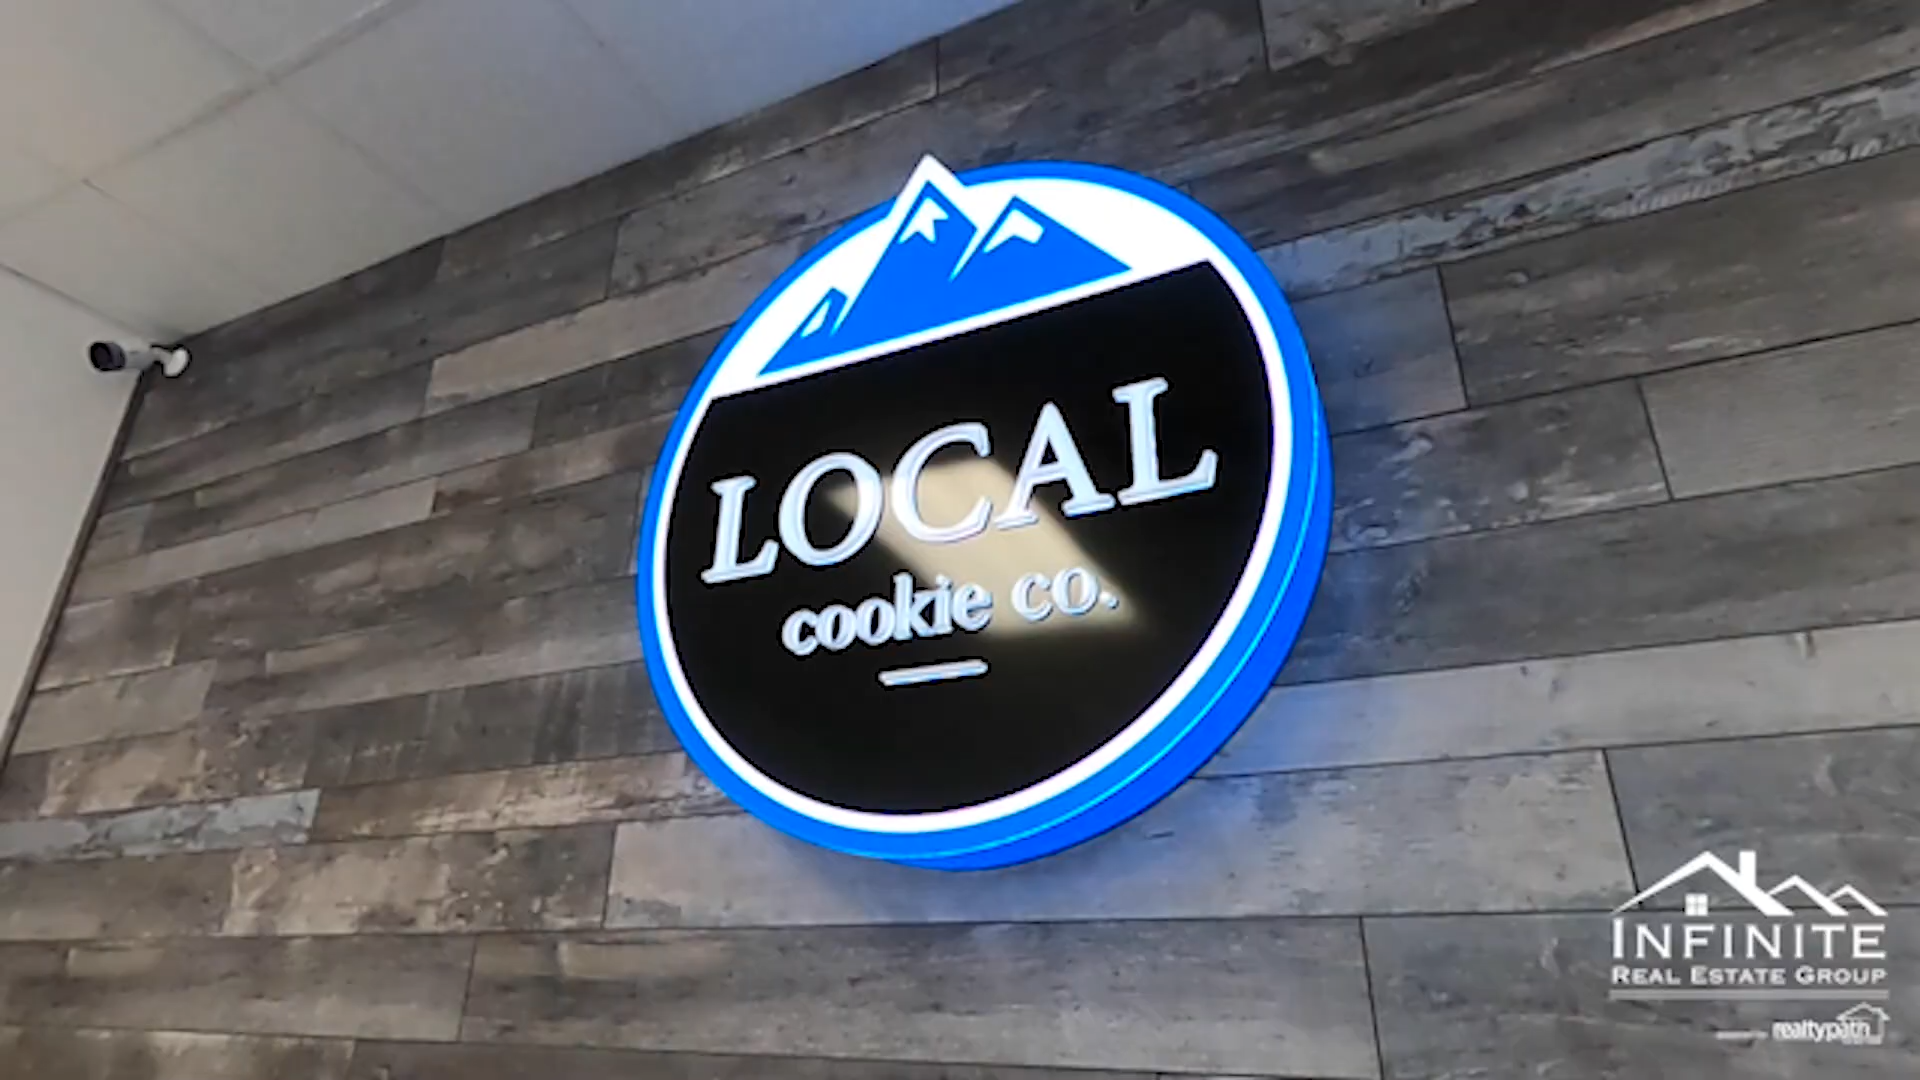 LOCAL
cookie co.
INFINITE
REAL ESTATE GROUP
realtypath